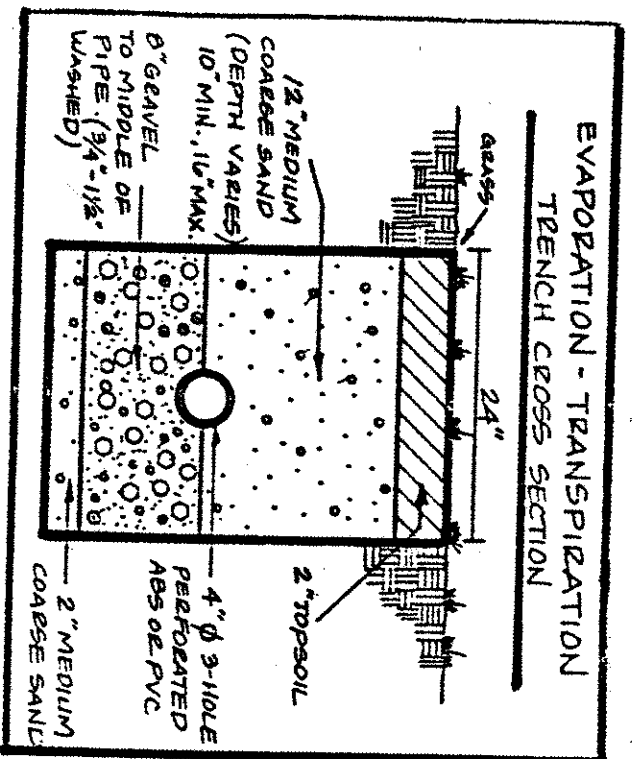 EVAPORATION - TRANSPIRATION
TRENCH CROSS SECTION
GRASS
24"
12" MEDIUM
COARSE SAND
(DEPTH VARIES)
10" MIN., 16" MAX.
8" GRAVEL
TO MIDDLE OF
PIPE (3/4"-1½"
WASHED)
2" TOPSOIL
4" Ø 3-HOLE
PERFORATED
ABS OR PVC
2" MEDIUM
COARSE SAND